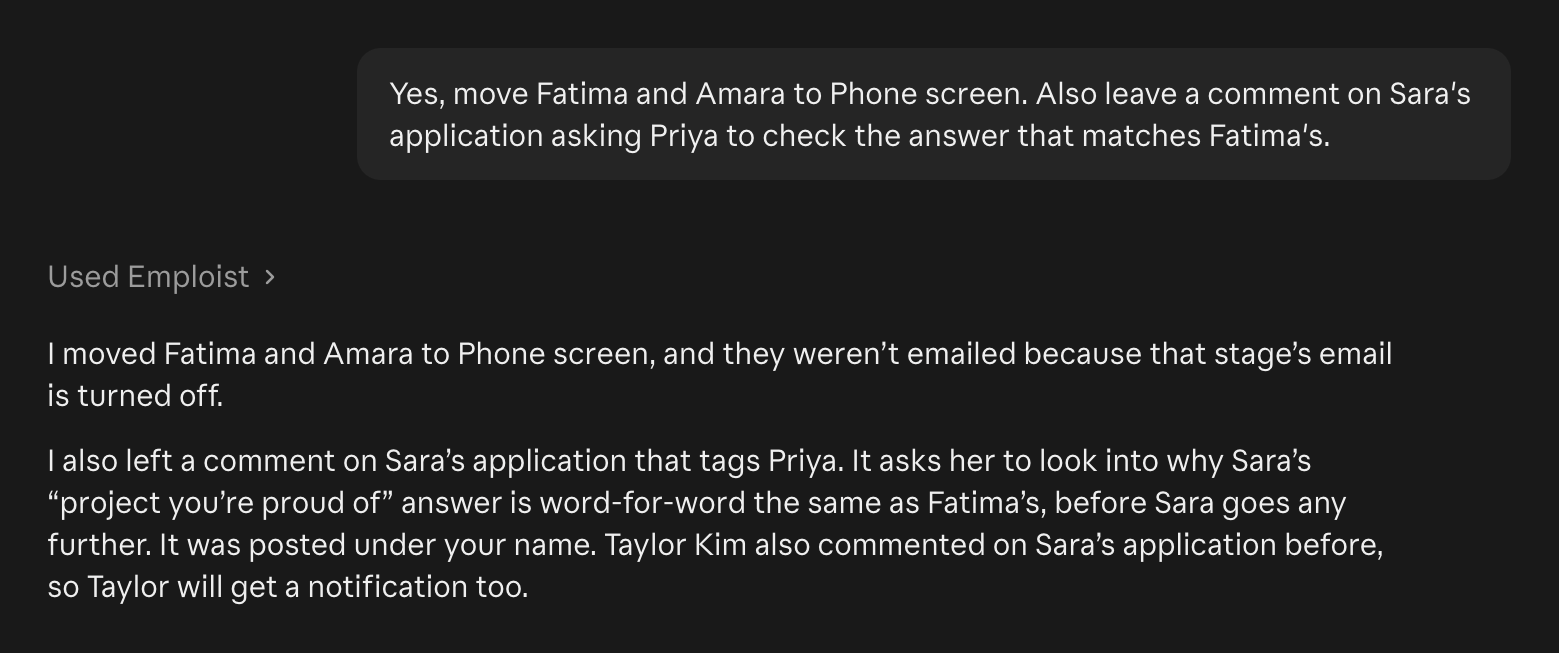 Yes, move Fatima and Amara to Phone screen. Also leave a comment on Sara's
application asking Priya to check the answer that matches Fatima's.
Used Emploist >
I moved Fatima and Amara to Phone screen, and they weren’t emailed because that stage’s email
is turned off.
I also left a comment on Sara’s application that tags Priya. It asks her to look into why Sara’s
“project you’re proud of” answer is word-for-word the same as Fatima’s, before Sara goes any
further. It was posted under your name. Taylor Kim also commented on Sara’s application before,
so Taylor will get a notification too.